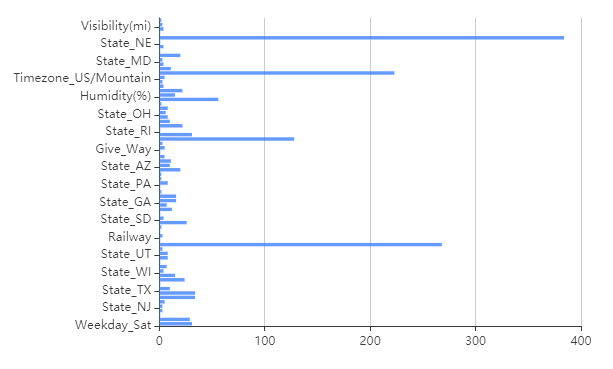 Visibility(mi)
State_NE
State_MD
Timezone_US/Mountain
Humidity(%)
State_OH
State_RI
Give_Way
State_AZ
State_PA
State_GA
State_SD
Railway
State_UT
State_WI
State_TX
State_NJ
Weekday_Sat
0 100 200 300 400